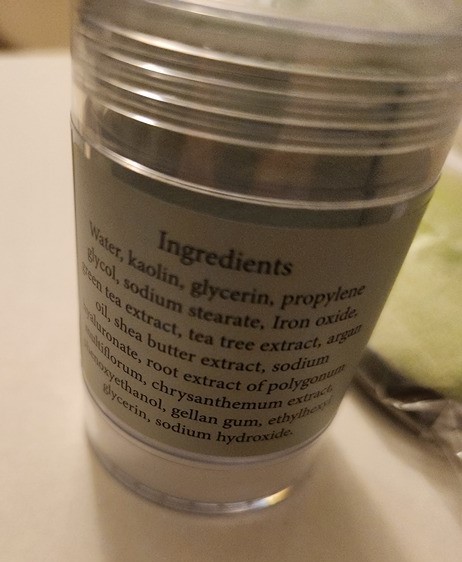 Ingredients
Water, kaolin, glycerin, propylene
glycol, sodium stearate, Iron oxide,
green tea extract, tea tree extract, argan
oil, shea butter extract, sodium
hyaluronate, root extract of polygonum
multiflorum, chrysanthemum extract,
phenoxyethanol, gellan gum,
glycerin, sodium hydroxide.